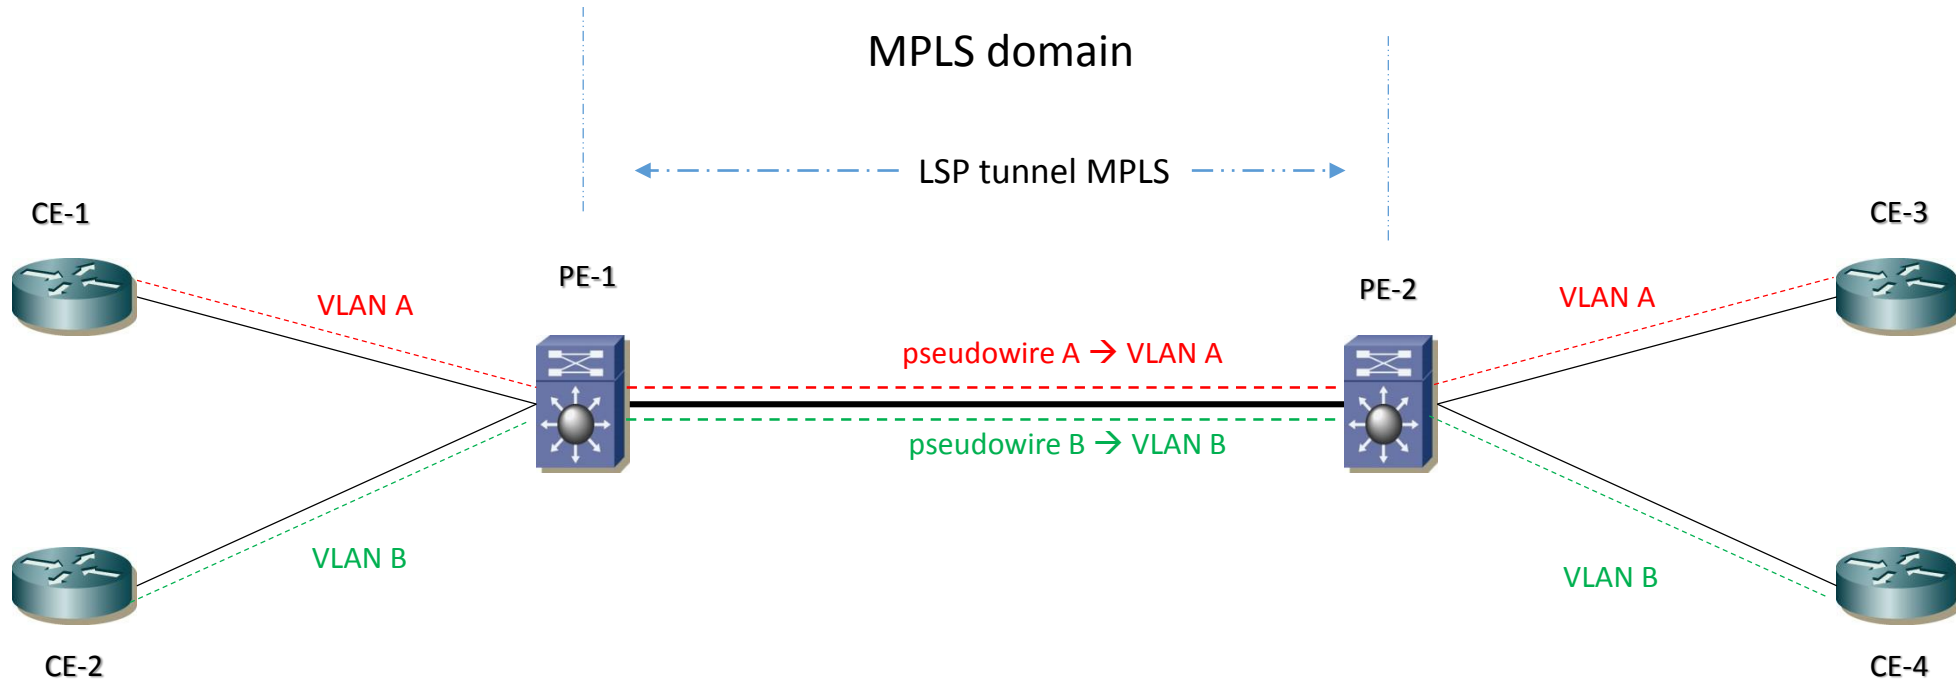 MPLS domain
LSP tunnel MPLS
CE-1
CE-3
PE-1
PE-2
VLAN A
VLAN A
pseudowire A → VLAN A
pseudowire B → VLAN B
VLAN B
VLAN B
CE-2
CE-4